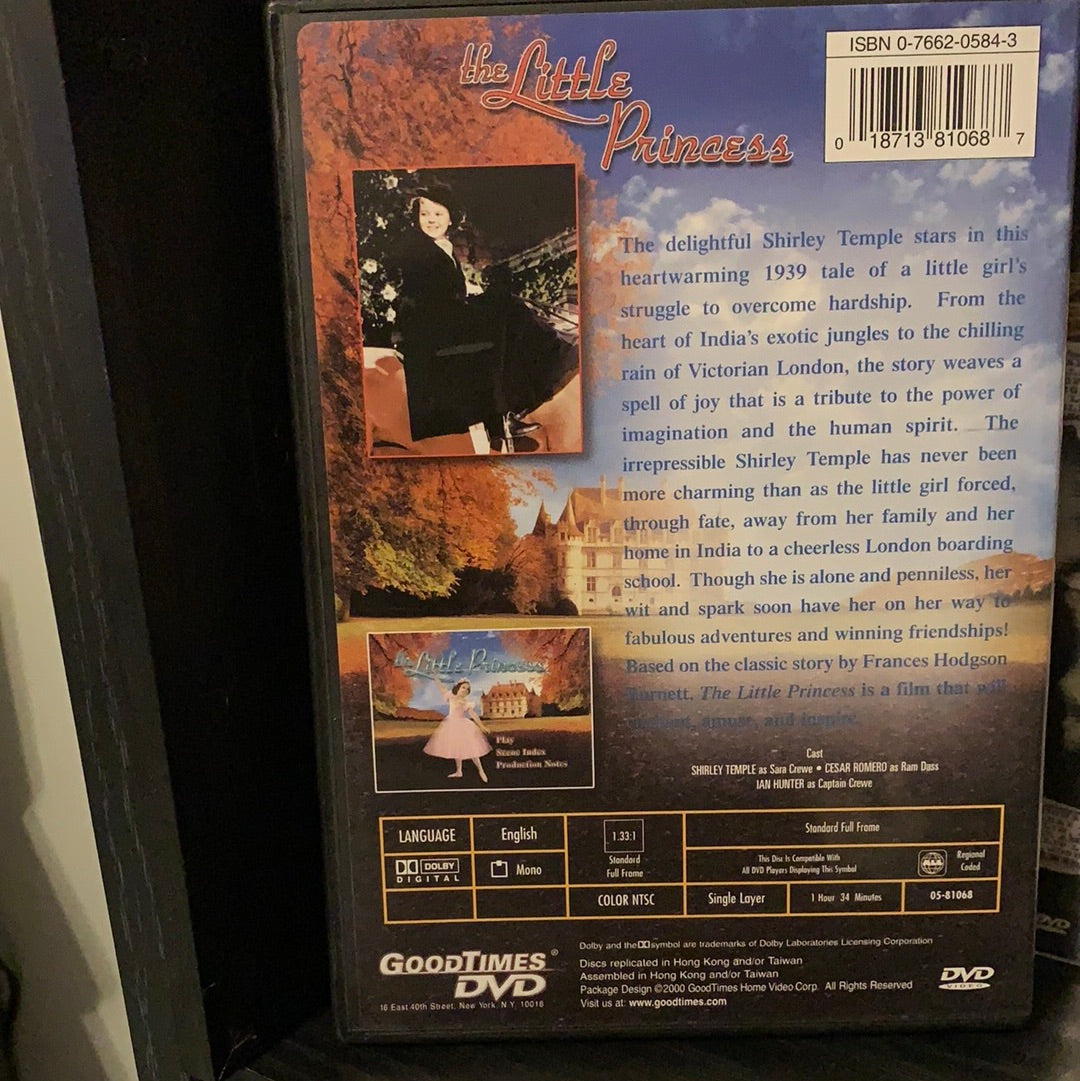 the Little
Princess
ISBN 0-7662-0584-3
0 18713 81068 7
The delightful Shirley Temple stars in this
heartwarming 1939 tale of a little girl's
struggle to overcome hardship. From the
heart of India's exotic jungles to the chilling
rain of Victorian London, the story weaves a
spell of joy that is a tribute to the power of
imagination and the human spirit. The
irrepressible Shirley Temple has never been
more charming than as the little girl forced,
through fate, away from her family and her
home in India to a cheerless London boarding
school. Though she is alone and penniless, her
wit and spark soon have her on her way to
fabulous adventures and winning friendships!
Based on the classic story by Frances Hodgson
Burnett, The Little Princess is a film that will
amuse, and inspire.
the Little Princess
Play
Scene Index
Production Notes
Cast
SHIRLEY TEMPLE as Sara Crewe • CESAR ROMERO as Ram Dass
IAN HUNTER as Captain Crewe
LANGUAGE English
DOLBY
DIGITAL
Mono
1.33:1
Standard
Full Frame
COLOR NTSC
Standard Full Frame
This Disc Is Compatible With
All DVD Players Displaying This Symbol
ALL
Regional
Coded
Single Layer 1 Hour 34 Minutes 05-81068
GOODTIMES®
DVD
16 East 40th Street, New York, N.Y. 10016
Dolby and the DD symbol are trademarks of Dolby Laboratories Licensing Corporation
Discs replicated in Hong Kong and/or Taiwan
Assembled in Hong Kong and/or Taiwan
Package Design ©2000 GoodTimes Home Video Corp. All Rights Reserved
Visit us at: www.goodtimes.com
DVD
VIDEO
DVD